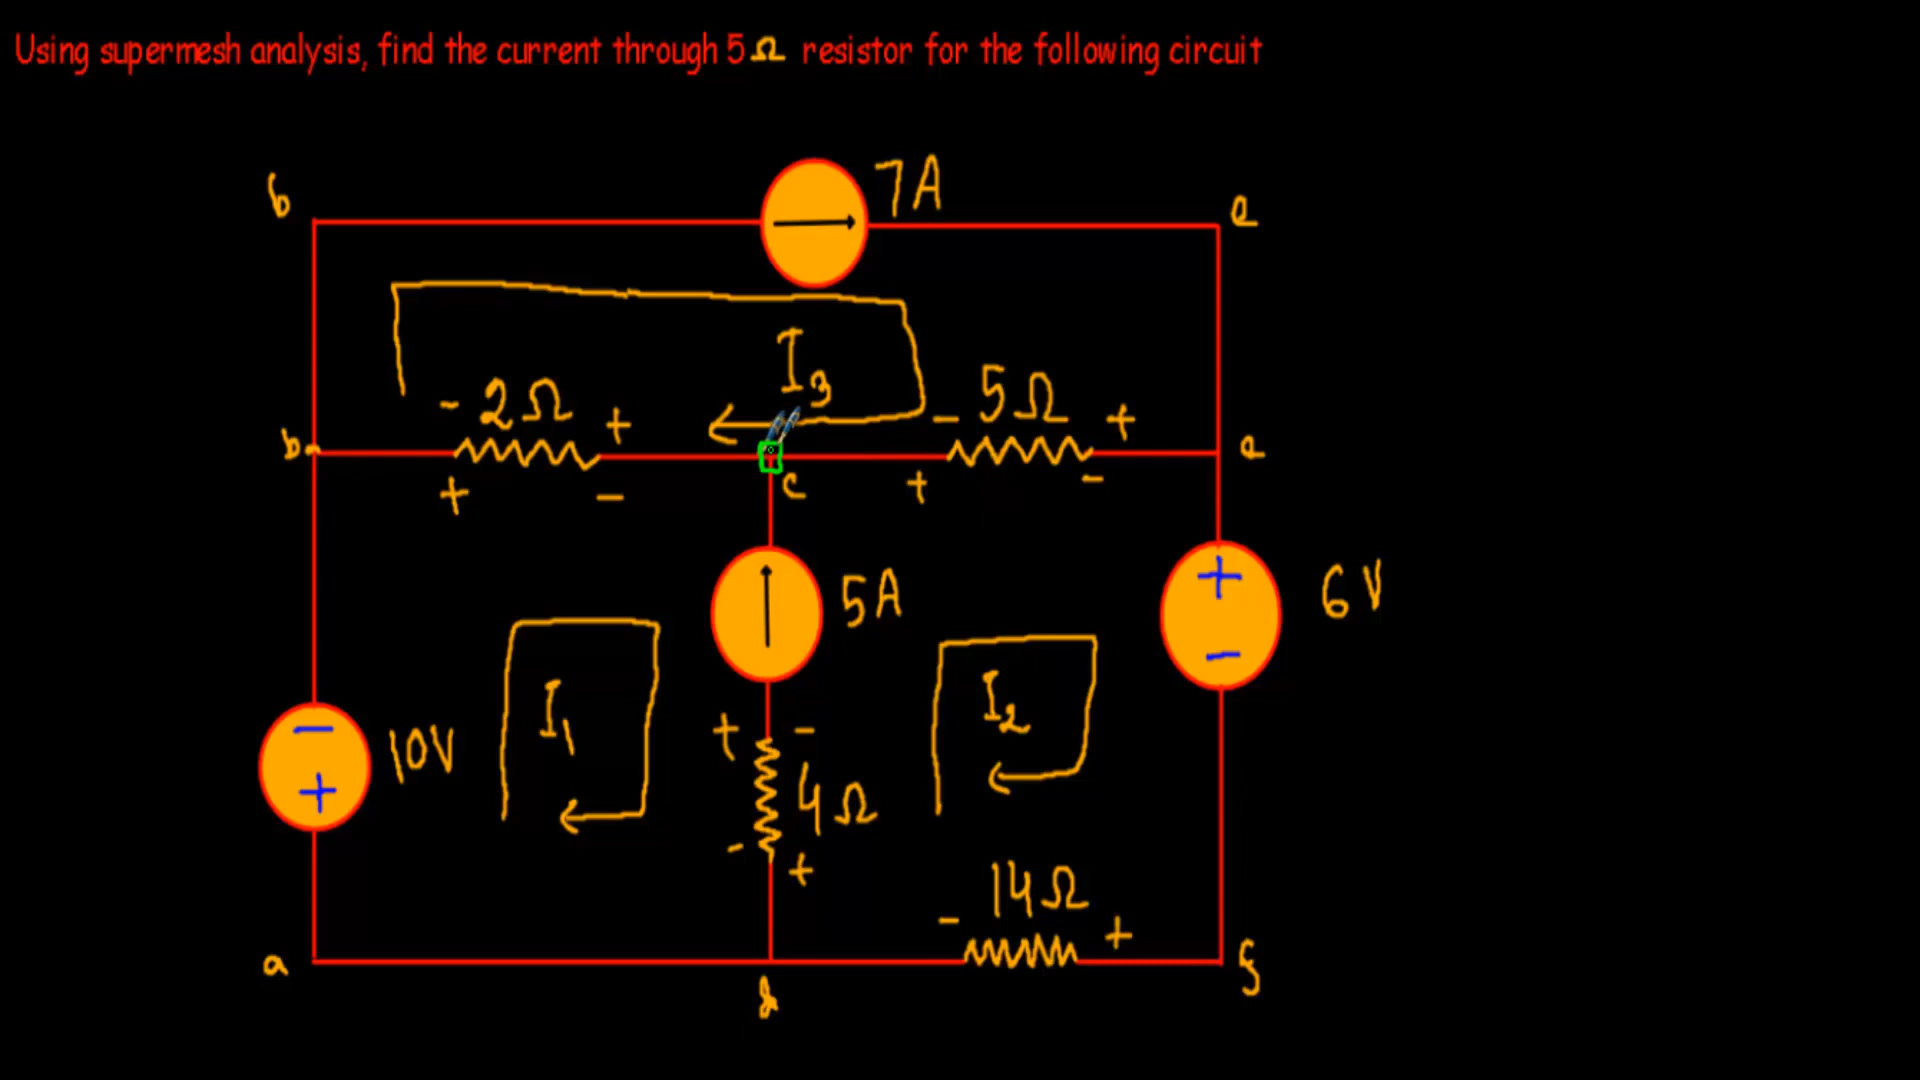 Using supermesh analysis, find the current through 5Ω resistor for the following circuit
b 7A e
I3
- 2Ω + - 5Ω +
b e
+ - c + -
5A + 6V
-
I1 I2
- 10V + -
+ 4Ω
- +
14Ω
- +
a d f